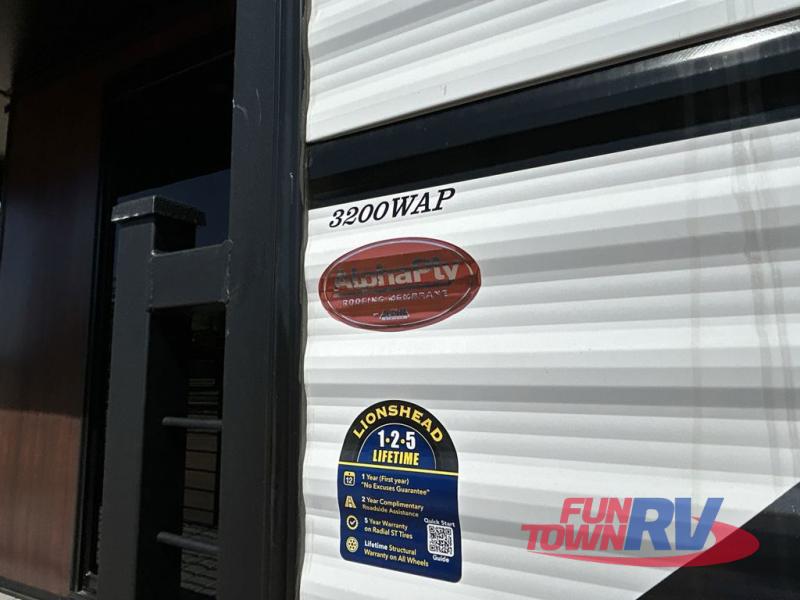 3200WAP
AlphaPly
ROOFING MEMBRANE
LIONSHEAD
1·2·5
LIFETIME
12
1 Year (First year)
"No Excuses Guarantee"
2 Year Complimentary
Roadside Assistance
5 Year Warranty
on Radial ST Tires
Lifetime Structural
Warranty on All Wheels
Quick Start
Guide
FUN
TOWN RV